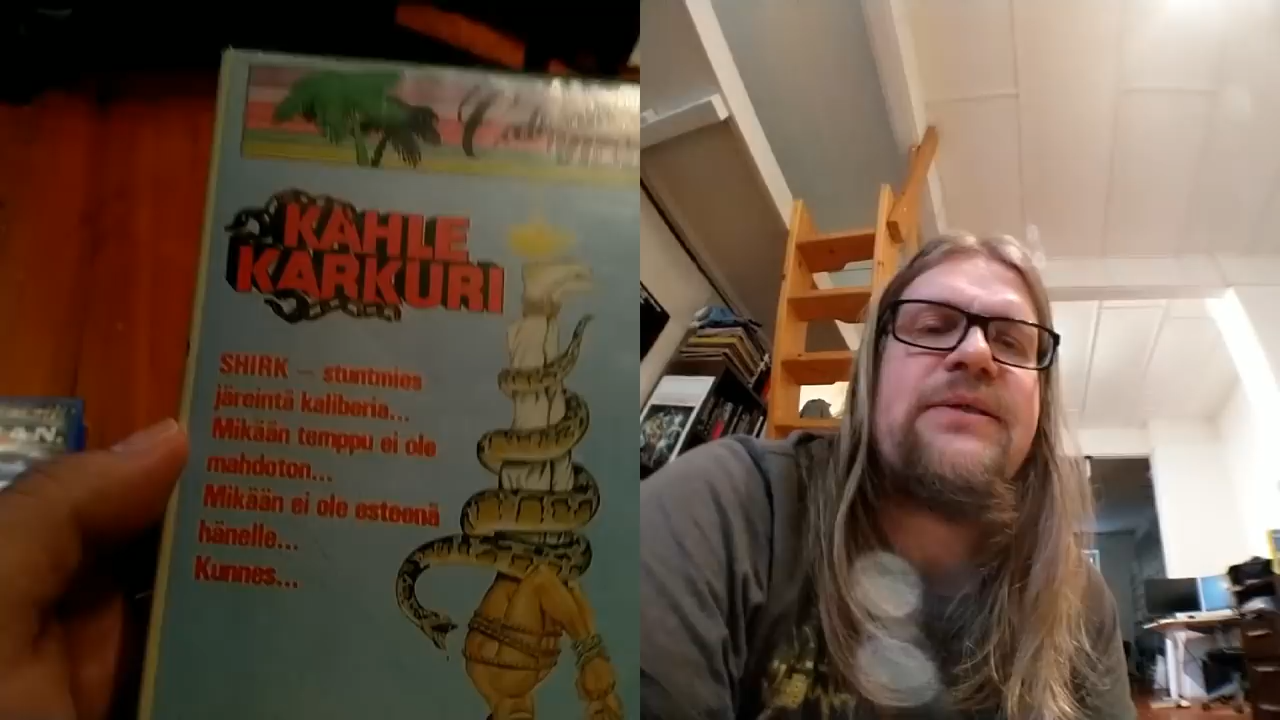 KAHLE
KARKURI
SHIRK – stuntmies
järeintä kaliberia...
Mikään temppu ei ole
mahdoton...
Mikään ei ole esteenä
hänelle...
Kunnes...